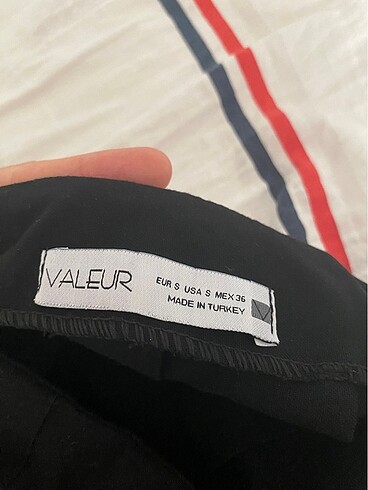 VALEUR
EUR S USA S MEX 36
MADE IN TURKEY